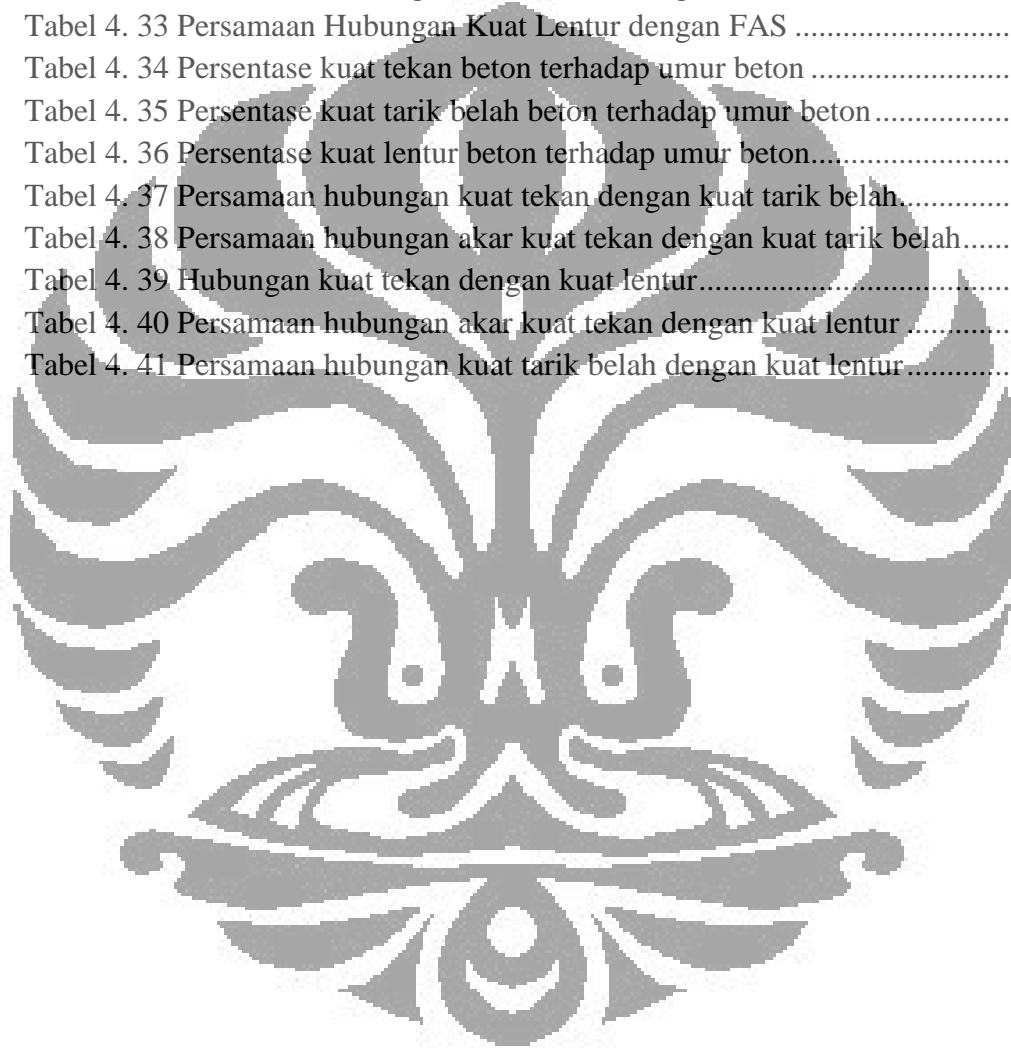 Tabel 4. 33 Persamaan Hubungan Kuat Lentur dengan FAS ............................
Tabel 4. 34 Persentase kuat tekan beton terhadap umur beton ..........................
Tabel 4. 35 Persentase kuat tarik belah beton terhadap umur beton .................
Tabel 4. 36 Persentase kuat lentur beton terhadap umur beton..........................
Tabel 4. 37 Persamaan hubungan kuat tekan dengan kuat tarik belah..............
Tabel 4. 38 Persamaan hubungan akar kuat tekan dengan kuat tarik belah......
Tabel 4. 39 Hubungan kuat tekan dengan kuat lentur........................................
Tabel 4. 40 Persamaan hubungan akar kuat tekan dengan kuat lentur .............
Tabel 4. 41 Persamaan hubungan kuat tarik belah dengan kuat lentur.............